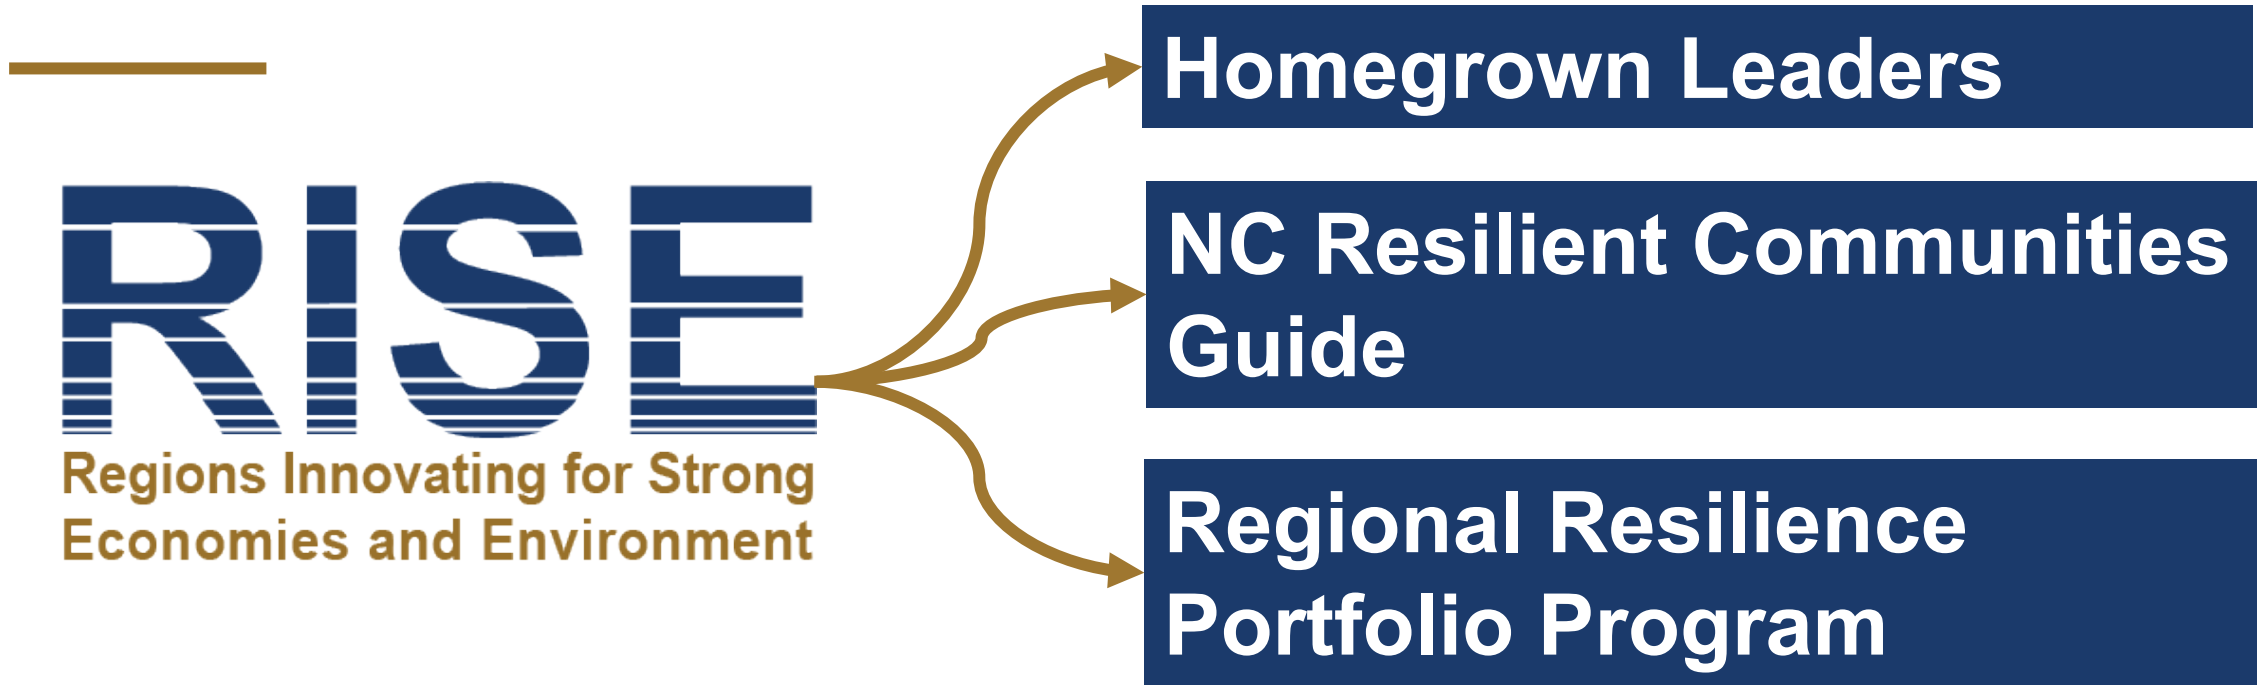 RISE
Regions Innovating for Strong
Economies and Environment
Homegrown Leaders
NC Resilient Communities
Guide
Regional Resilience
Portfolio Program